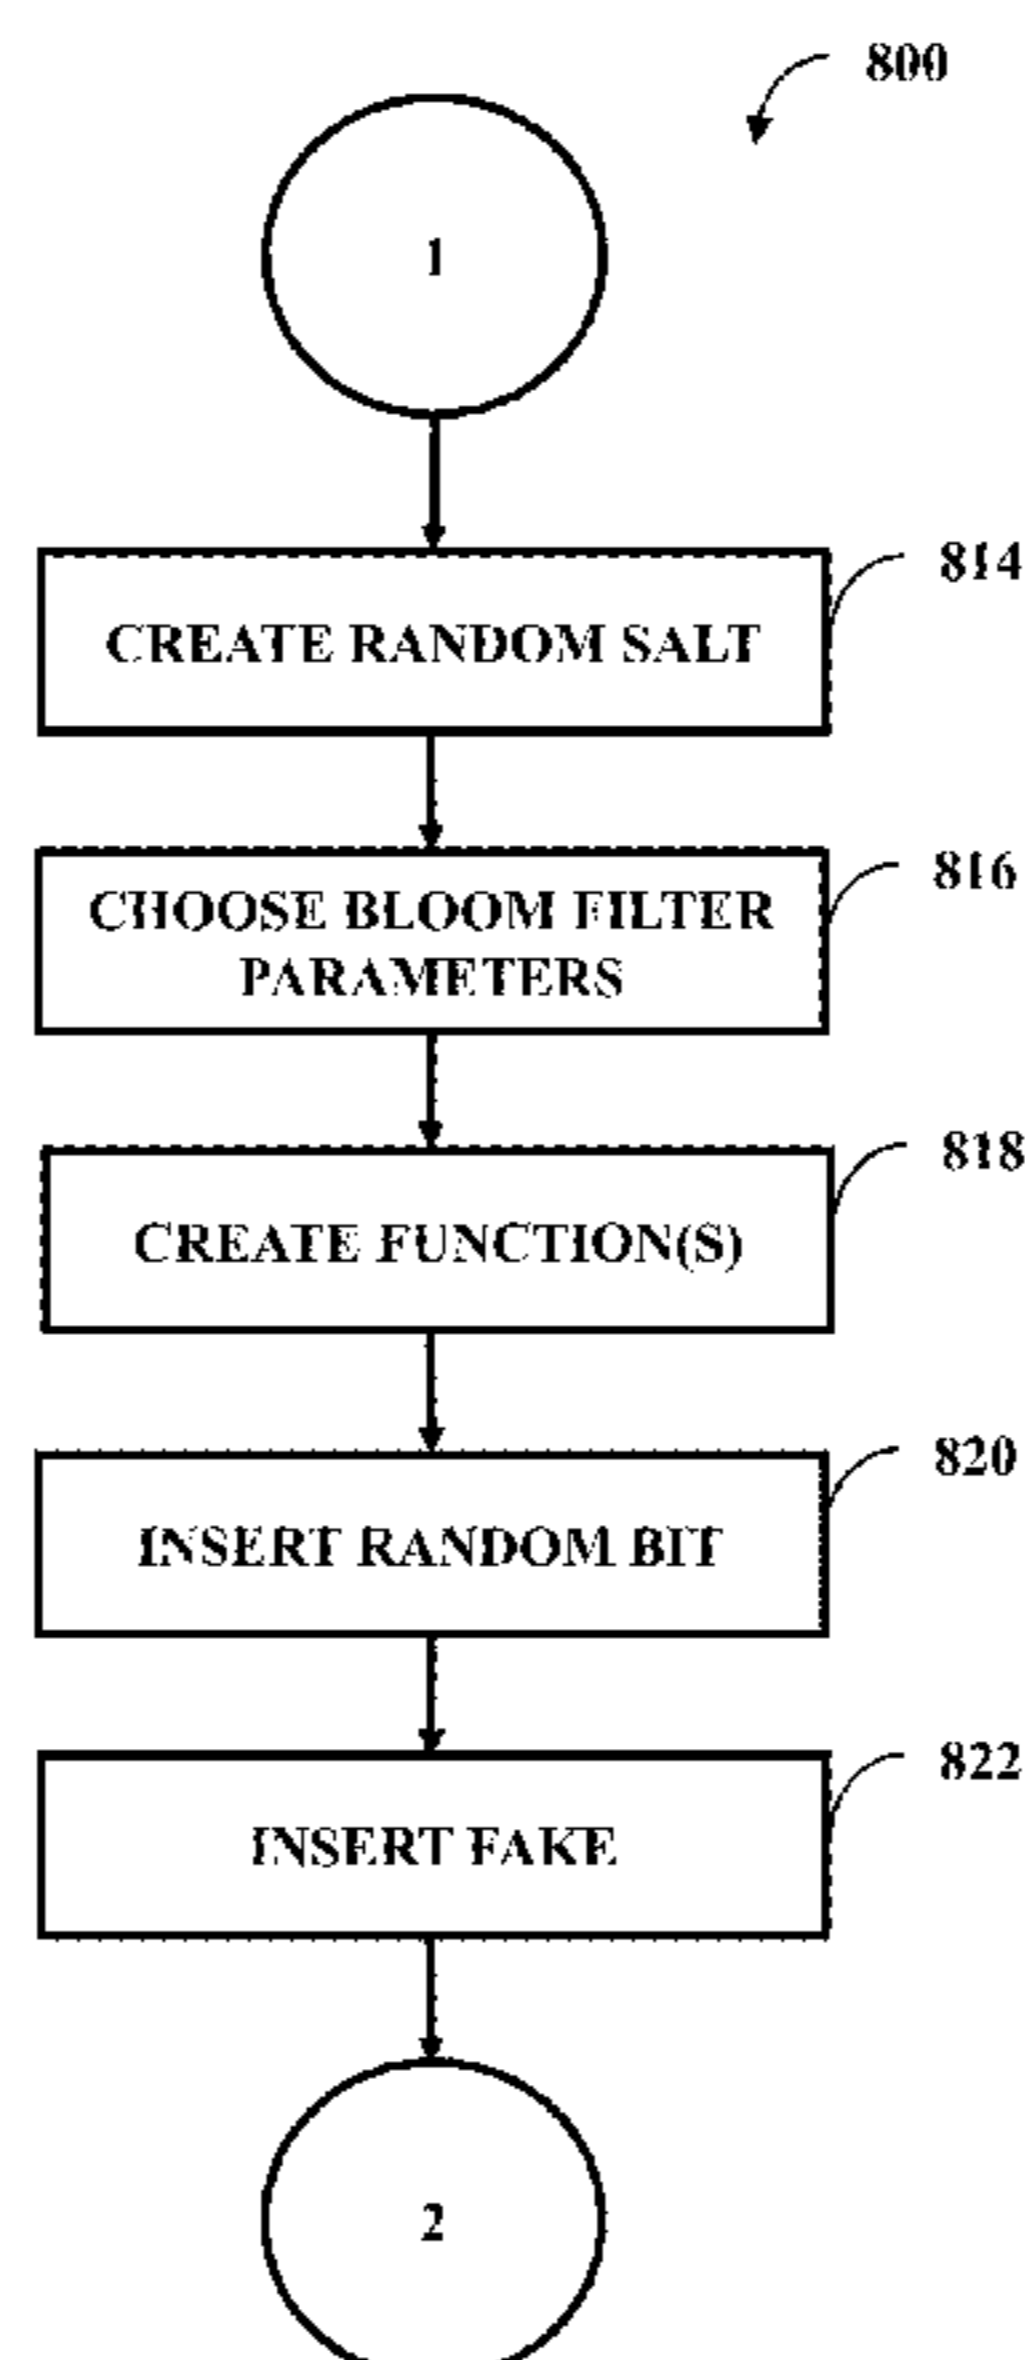 800
1
814
CREATE RANDOM SALT
816
CHOOSE BLOOM FILTER
PARAMETERS
818
CREATE FUNCTION(S)
820
INSERT RANDOM BIT
822
INSERT FAKE
2